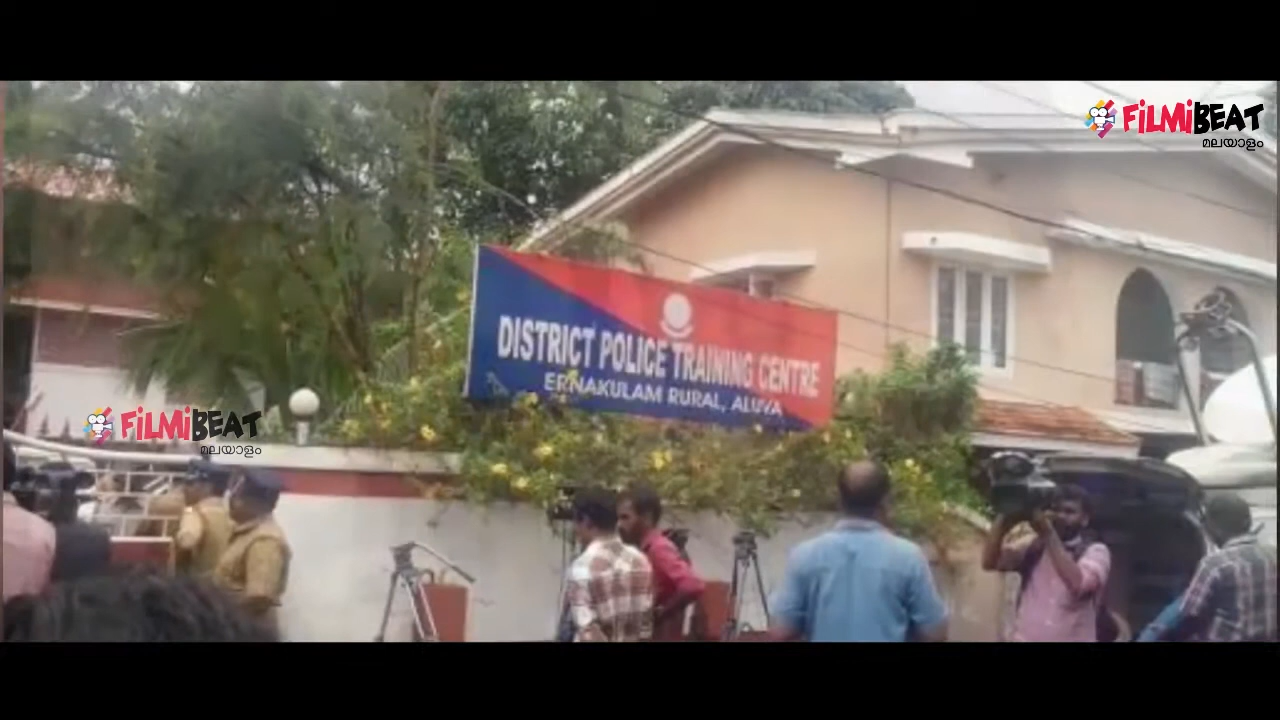 FILMIBEAT
മലയാളം
DISTRICT POLICE TRAINING CENTRE
ERNAKULAM RURAL, ALUVA
FILMIBEAT
മലയാളം